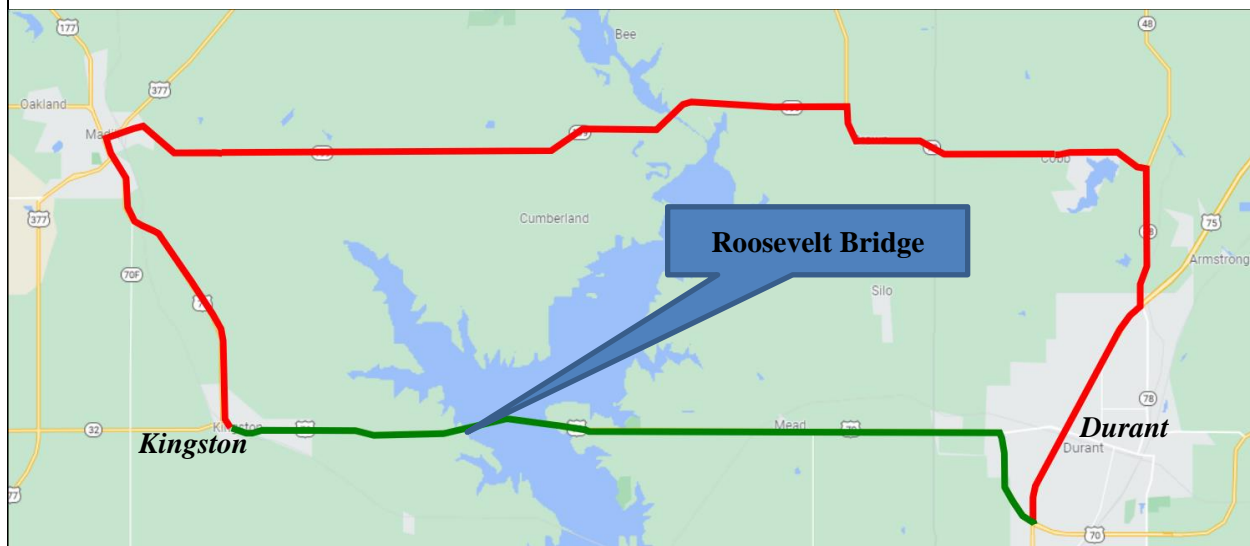 177
Bee
48
377
Oakland
Cumberland
Roosevelt Bridge
377
75
Armstrong
70F
Silo
78
32
Kingston
Mead
Kingston
Durant
Durant
70